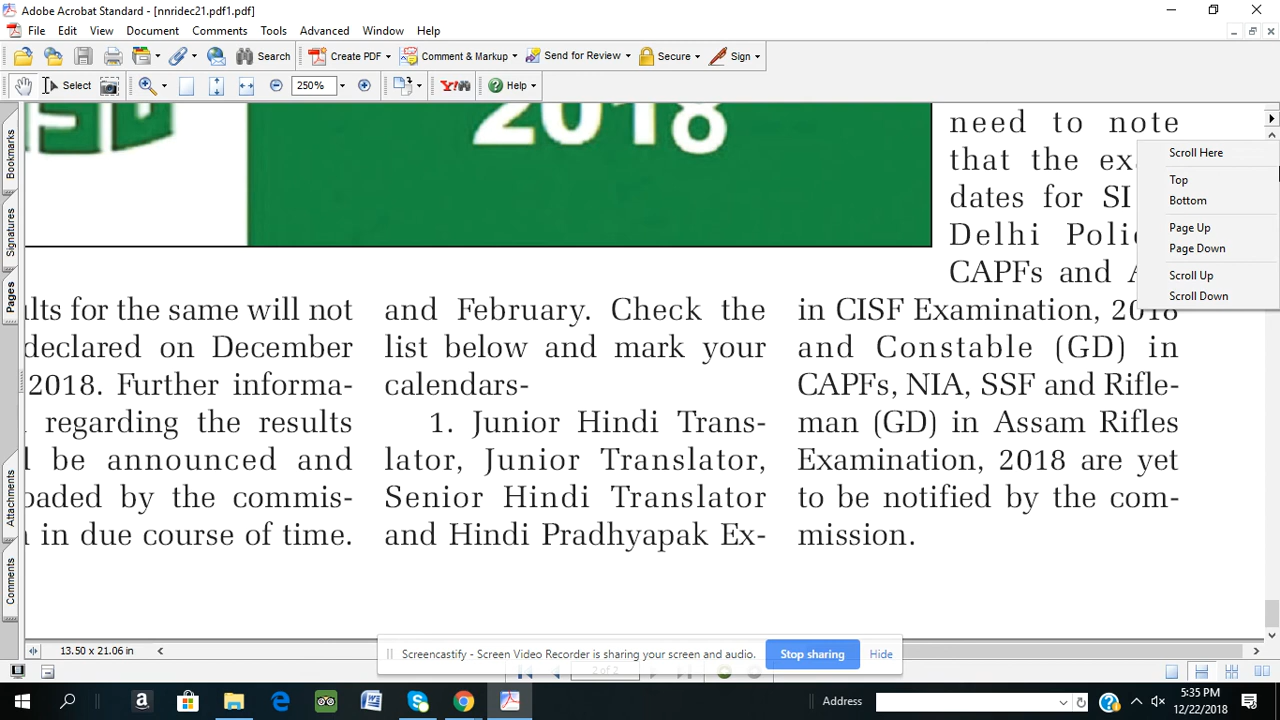 Adobe Acrobat Standard - [nnridec21.pdf1.pdf]
File Edit View Document Comments Tools Advanced Window Help
Search Create PDF Comment & Markup Send for Review Secure Sign
Select 250% Y! Help
Bookmarks
Signatures
Pages
Attachments
Comments
2018
ults for the same will not
declared on December
2018. Further informa-
regarding the results
be announced and
oaded by the commis-
in due course of time.
and February. Check the
list below and mark your
calendars-
1. Junior Hindi Trans-
lator, Junior Translator,
Senior Hindi Translator
and Hindi Pradhyapak Ex-
need to note
that the ex
dates for SI
Delhi Poli
CAPFs and A
in CISF Examination, 2018
and Constable (GD) in
CAPFs, NIA, SSF and Rifle-
man (GD) in Assam Rifles
Examination, 2018 are yet
to be notified by the com-
mission.
Scroll Here
Top
Bottom
Page Up
Page Down
Scroll Up
Scroll Down
13.50 x 21.06 in
Screencastify - Screen Video Recorder is sharing your screen and audio. Stop sharing Hide
2 of 2
Address
5:35 PM
12/22/2018